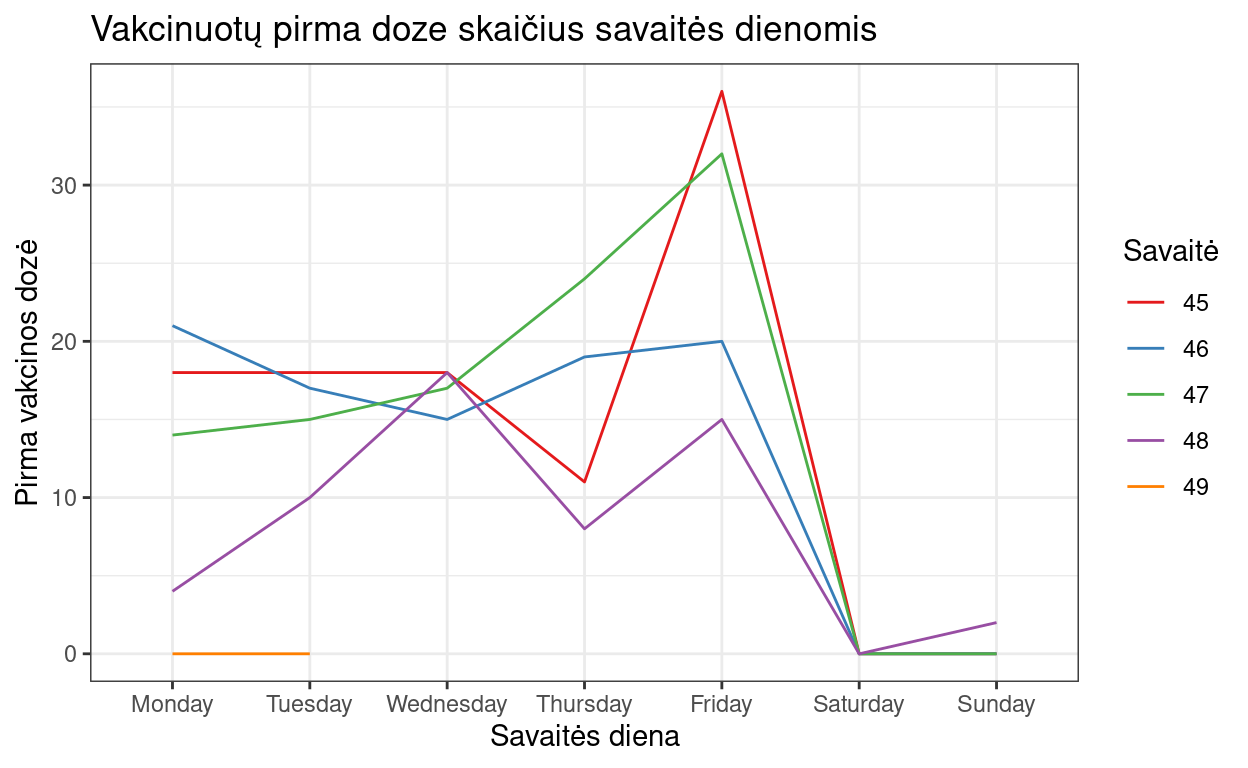 Vakcinuotų pirma doze skaičius savaitės dienomis
Pirma vakcinos dozė
30
20
10
0
Monday Tuesday Wednesday Thursday Friday Saturday Sunday
Savaitės diena
Savaitė
45
46
47
48
49